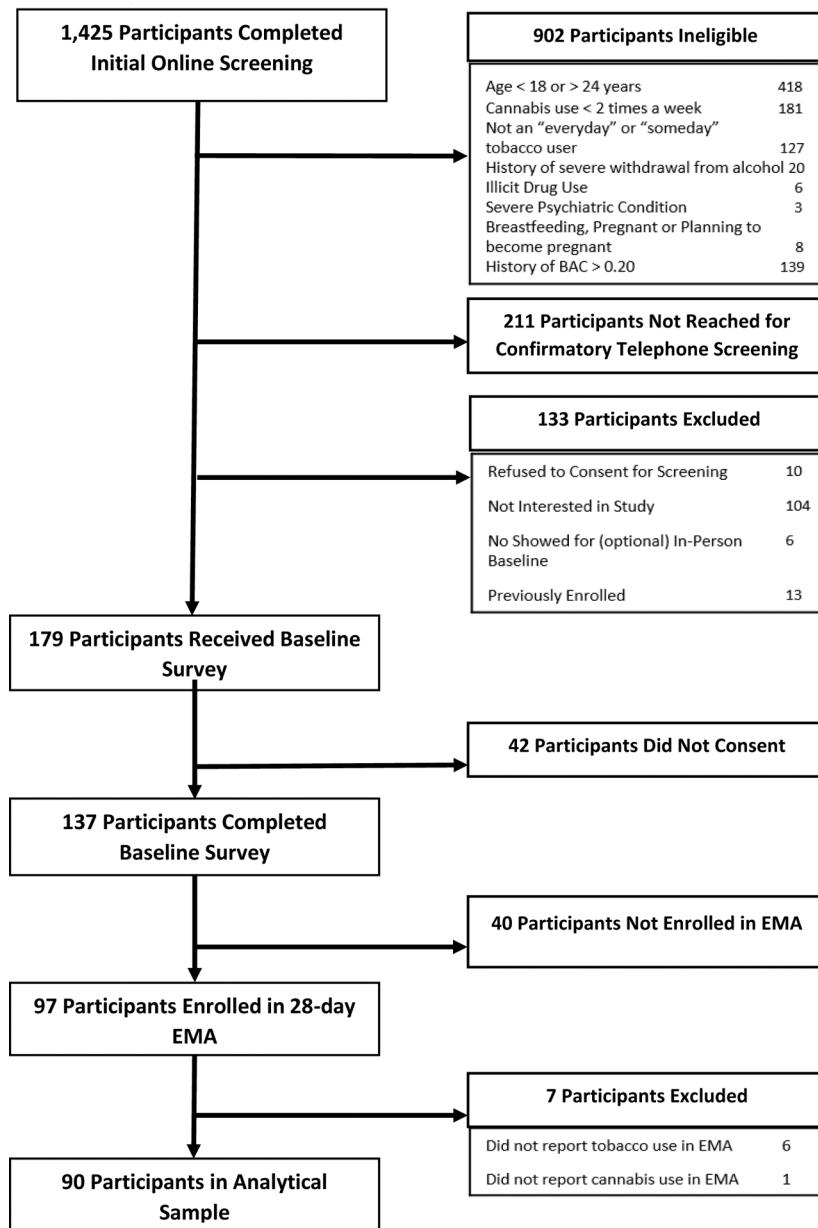 1,425 Participants Completed
Initial Online Screening
902 Participants Ineligible
Age < 18 or > 24 years 418
Cannabis use < 2 times a week 181
Not an “everyday” or “someday”
tobacco user 127
History of severe withdrawal from alcohol 20
Illicit Drug Use 6
Severe Psychiatric Condition 3
Breastfeeding, Pregnant or Planning to
become pregnant 8
History of BAC > 0.20 139
211 Participants Not Reached for
Confirmatory Telephone Screening
133 Participants Excluded
Refused to Consent for Screening 10
Not Interested in Study 104
No Showed for (optional) In-Person 6
Baseline
Previously Enrolled 13
179 Participants Received Baseline
Survey
42 Participants Did Not Consent
137 Participants Completed
Baseline Survey
40 Participants Not Enrolled in EMA
97 Participants Enrolled in 28-day
EMA
7 Participants Excluded
Did not report tobacco use in EMA 6
Did not report cannabis use in EMA 1
90 Participants in Analytical
Sample